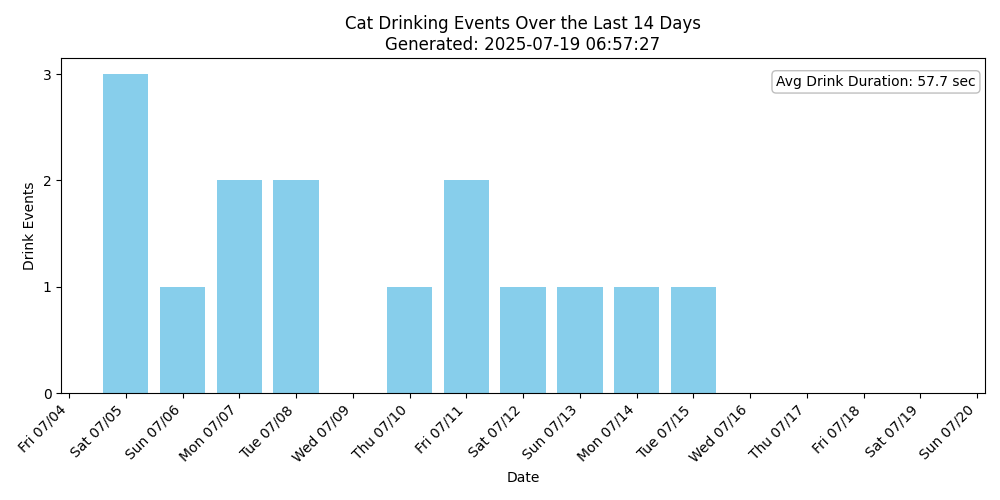 Cat Drinking Events Over the Last 14 Days
Generated: 2025-07-19 06:57:27
Avg Drink Duration: 57.7 sec
Drink Events
3
2
1
0
Fri 07/04
Sat 07/05
Sun 07/06
Mon 07/07
Tue 07/08
Wed 07/09
Thu 07/10
Fri 07/11
Sat 07/12
Sun 07/13
Mon 07/14
Tue 07/15
Wed 07/16
Thu 07/17
Fri 07/18
Sat 07/19
Sun 07/20
Date